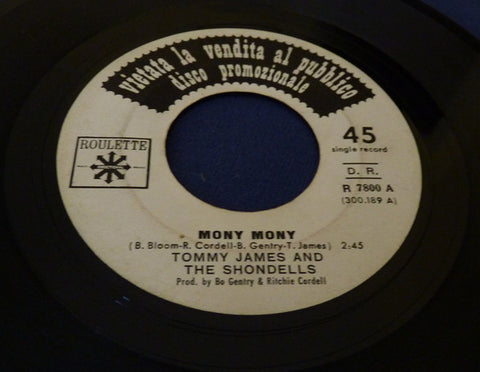 vietata la vendita al pubblico
disco promozionale
ROULETTE
45
single record
D. R.
R 7800 A
(300.189 A)
MONY MONY
(B. Bloom-R. Cordell-B. Gentry-T. James) 2:45
TOMMY JAMES AND
THE SHONDELLS
Prod. by Bo Gentry & Ritchie Cordell